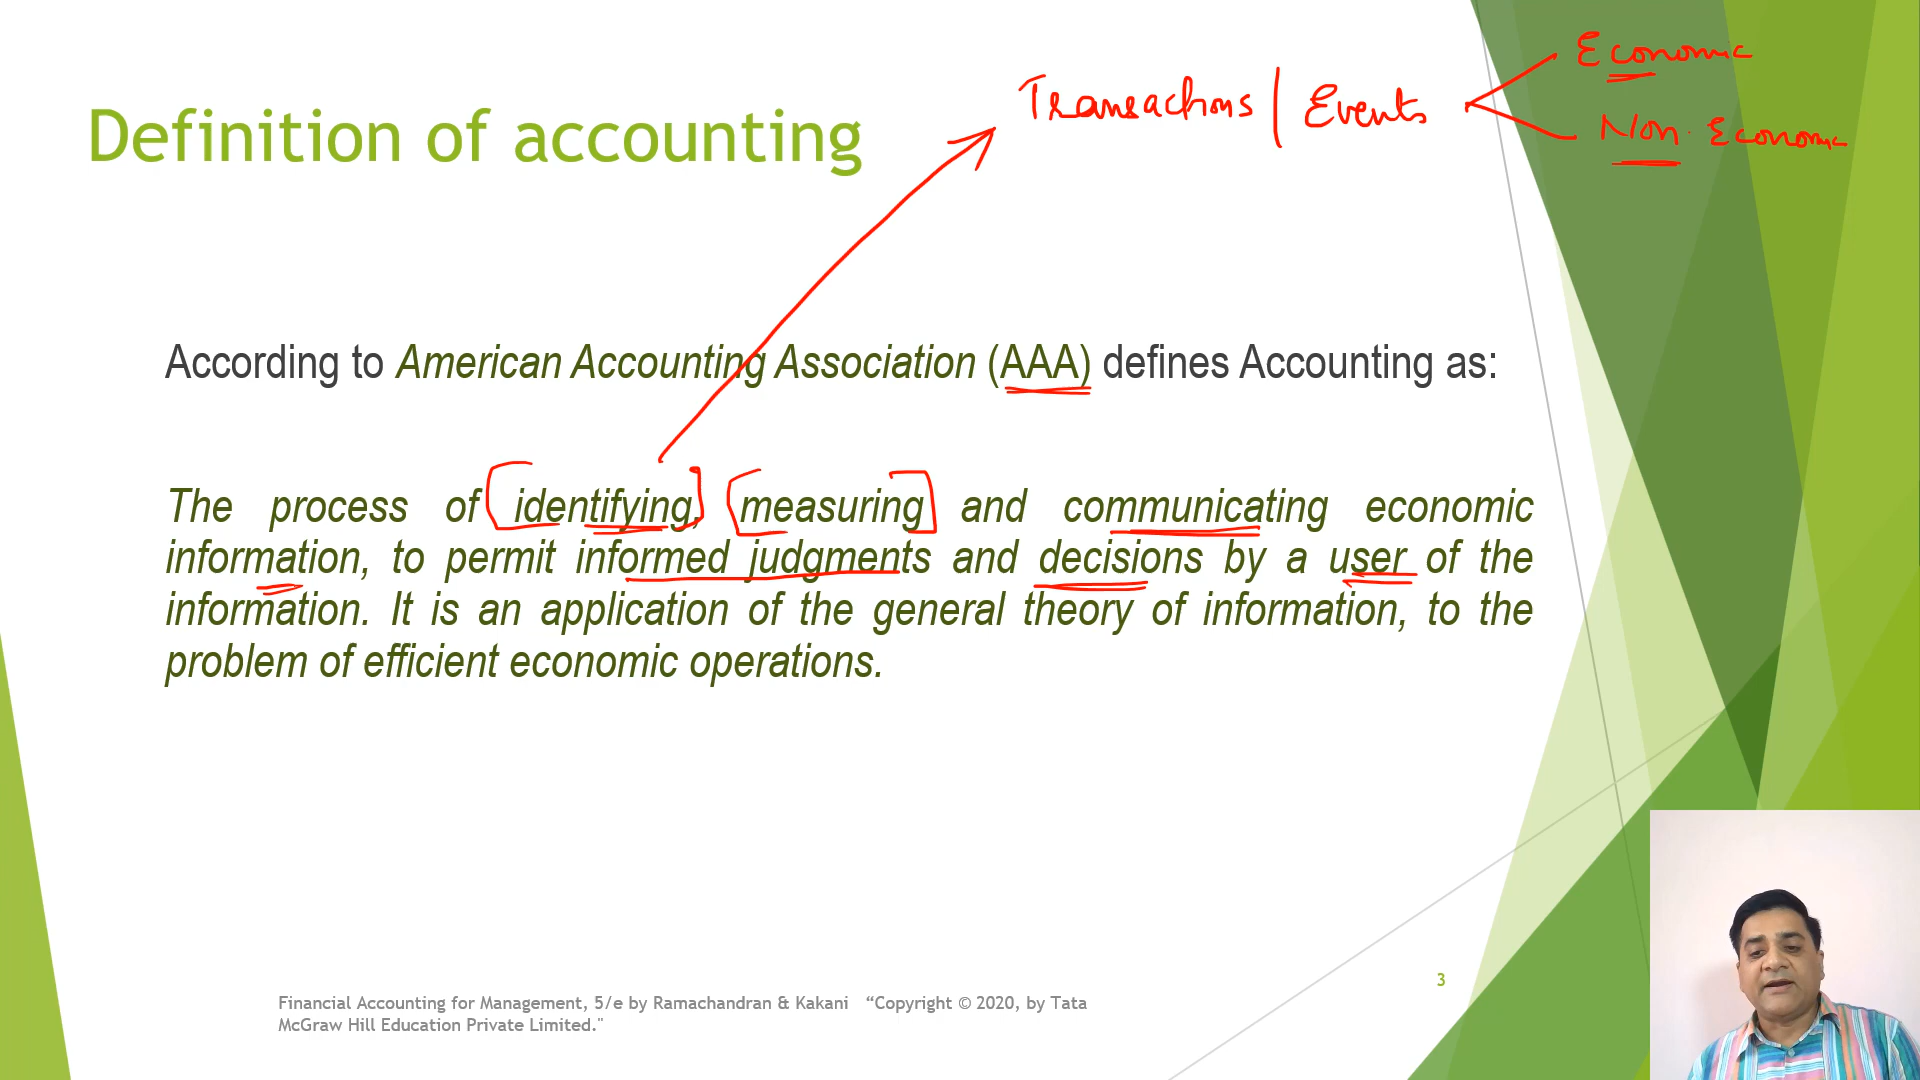 Economic
Transactions | Events
Non-Economic
Definition of accounting
According to American Accounting Association (AAA) defines Accounting as:
The process of identifying, measuring and communicating economic
information, to permit informed judgments and decisions by a user of the
information. It is an application of the general theory of information, to the
problem of efficient economic operations.
3
Financial Accounting for Management, 5/e by Ramachandran & Kakani “Copyright © 2020, by Tata
McGraw Hill Education Private Limited."